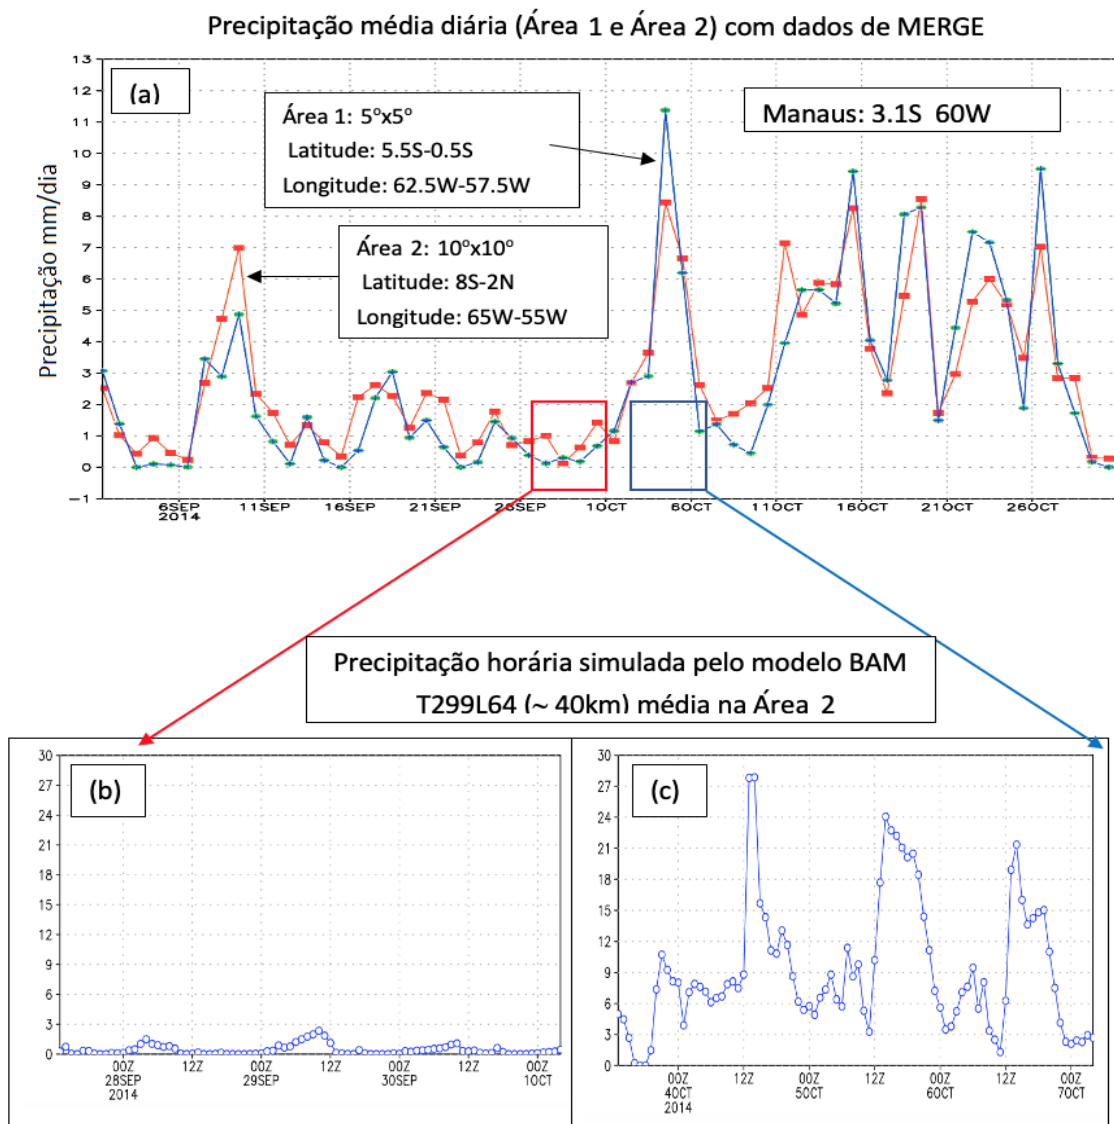 Precipitação média diária (Área 1 e Área 2) com dados de MERGE
13
12
11
10
9
8
7
6
5
4
3
2
1
0
−1
Precipitação mm/dia
(a)
Área 1: 5°x5°
Latitude: 5.5S-0.5S
Longitude: 62.5W-57.5W
Manaus: 3.1S 60W
Área 2: 10°x10°
Latitude: 8S-2N
Longitude: 65W-55W
6SEP 11SEP 16SEP 21SEP 26SEP 1OCT 6OCT 11OCT 16OCT 21OCT 26OCT
2014
Precipitação horária simulada pelo modelo BAM
T299L64 (~ 40km) média na Área 2
(b)
30
27
24
21
18
15
12
9
6
3
0
00Z 12Z 00Z 12Z 00Z 12Z 00Z
28SEP 29SEP 30SEP 1OCT
2014
(c)
30
27
24
21
18
15
12
9
6
3
0
00Z 12Z 00Z 12Z 00Z 12Z 00Z
4OCT 5OCT 6OCT 7OCT
2014